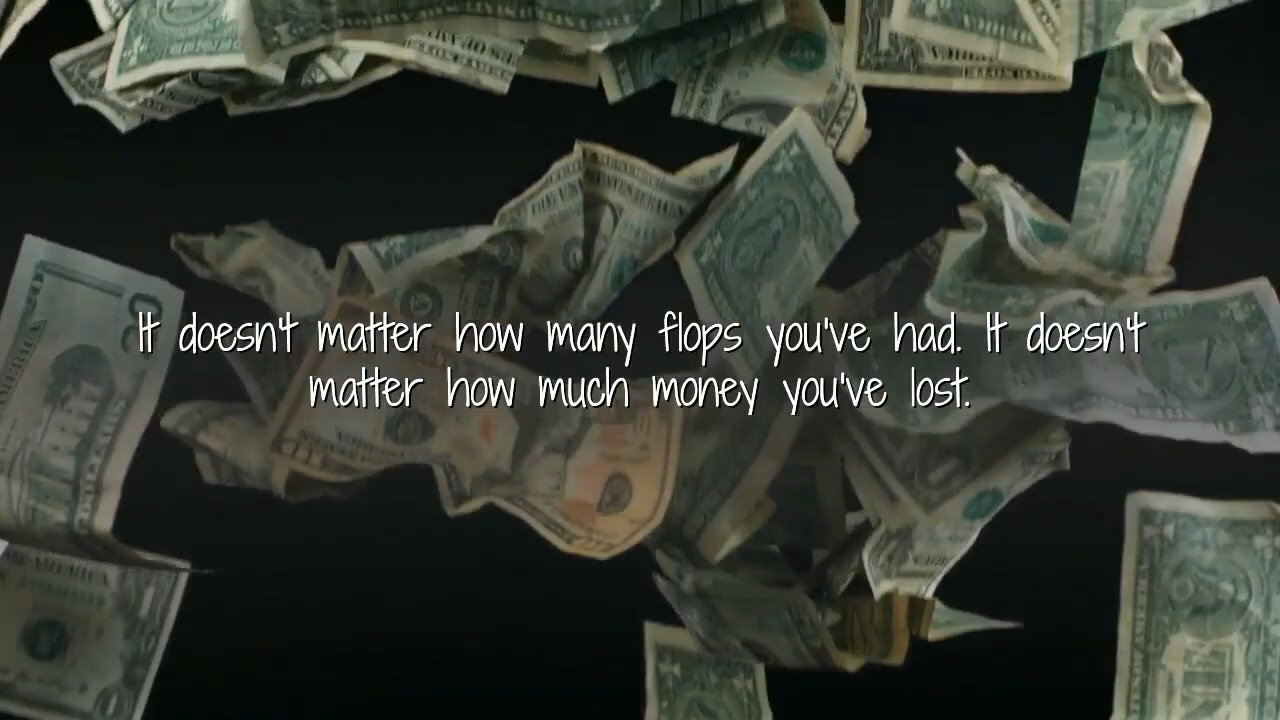 It doesn't matter how many flops you've had. It doesn't
matter how much money you've lost.